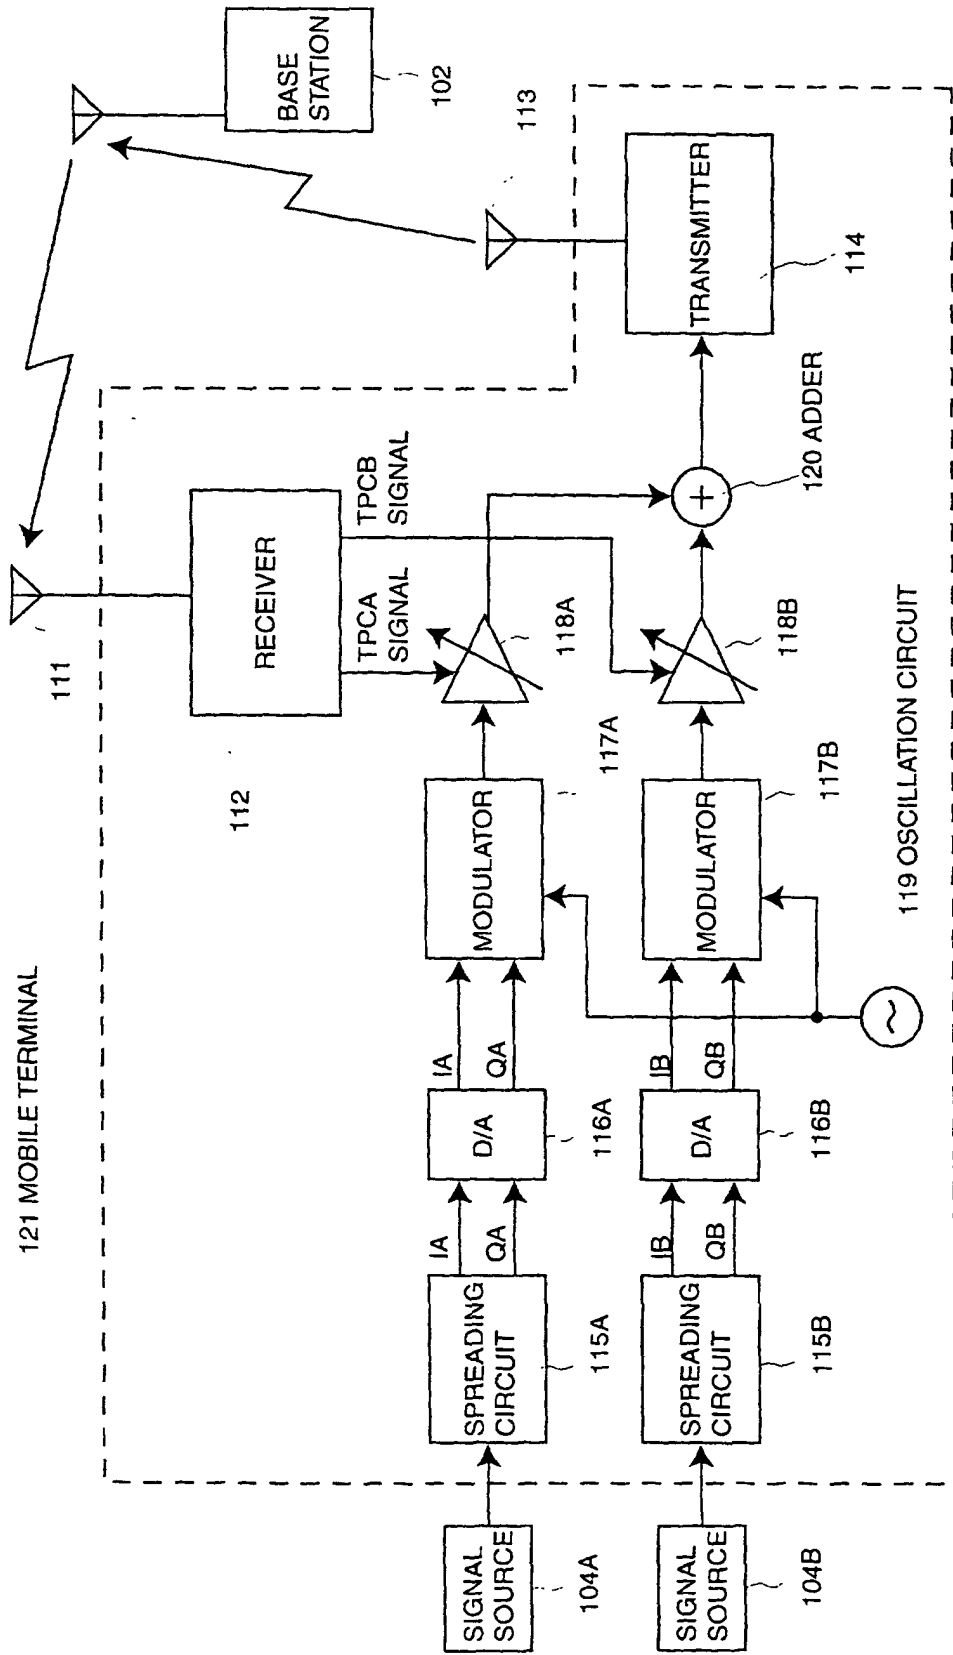 121 MOBILE TERMINAL
111
112
RECEIVER
TPCA
SIGNAL
TPCB
SIGNAL
BASE
STATION
102
113
TRANSMITTER
114
SIGNAL
SOURCE
104A
SPREADING
CIRCUIT
115A
IA
QA
D/A
116A
IA
QA
MODULATOR
117A
118A
SIGNAL
SOURCE
104B
SPREADING
CIRCUIT
115B
IB
QB
D/A
116B
IB
QB
MODULATOR
117B
118B
+
120 ADDER
~
119 OSCILLATION CIRCUIT